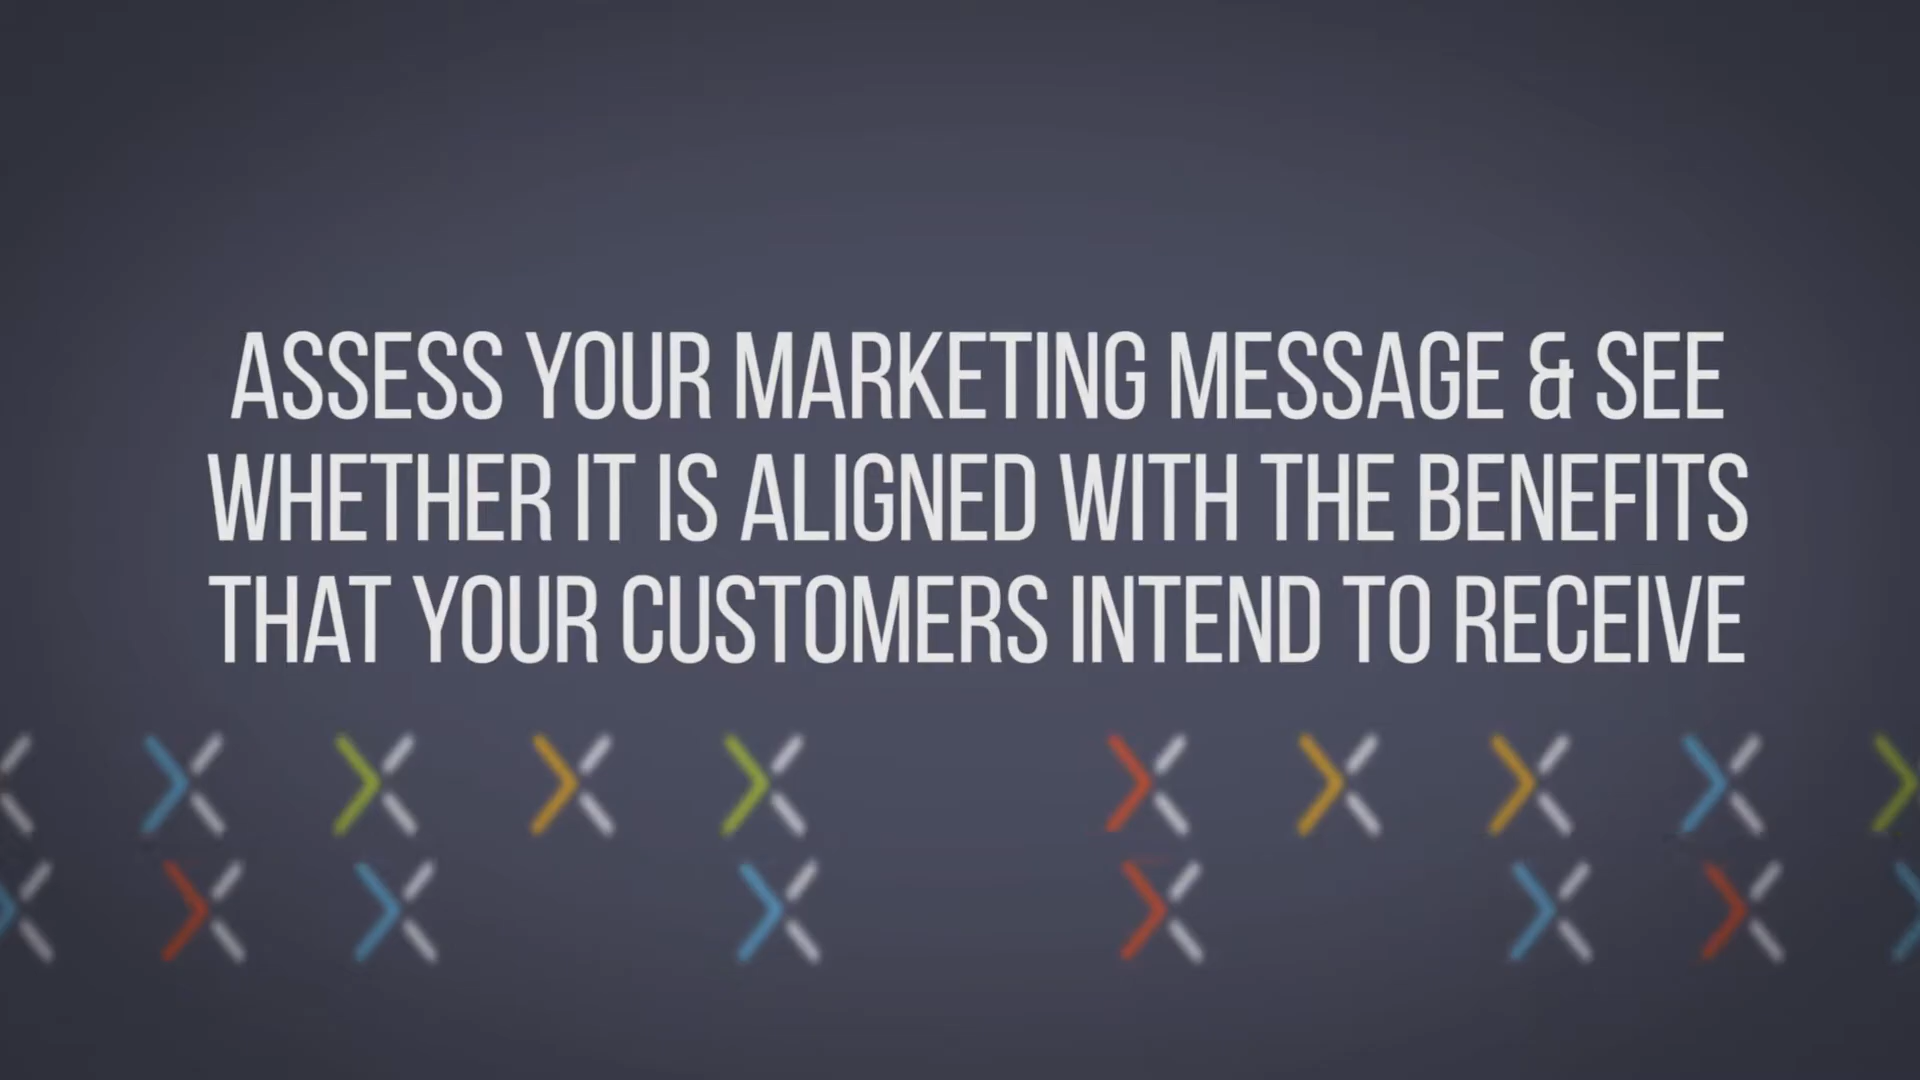 ASSESS YOUR MARKETING MESSAGE & SEE
WHETHER IT IS ALIGNED WITH THE BENEFITS
THAT YOUR CUSTOMERS INTEND TO RECEIVE